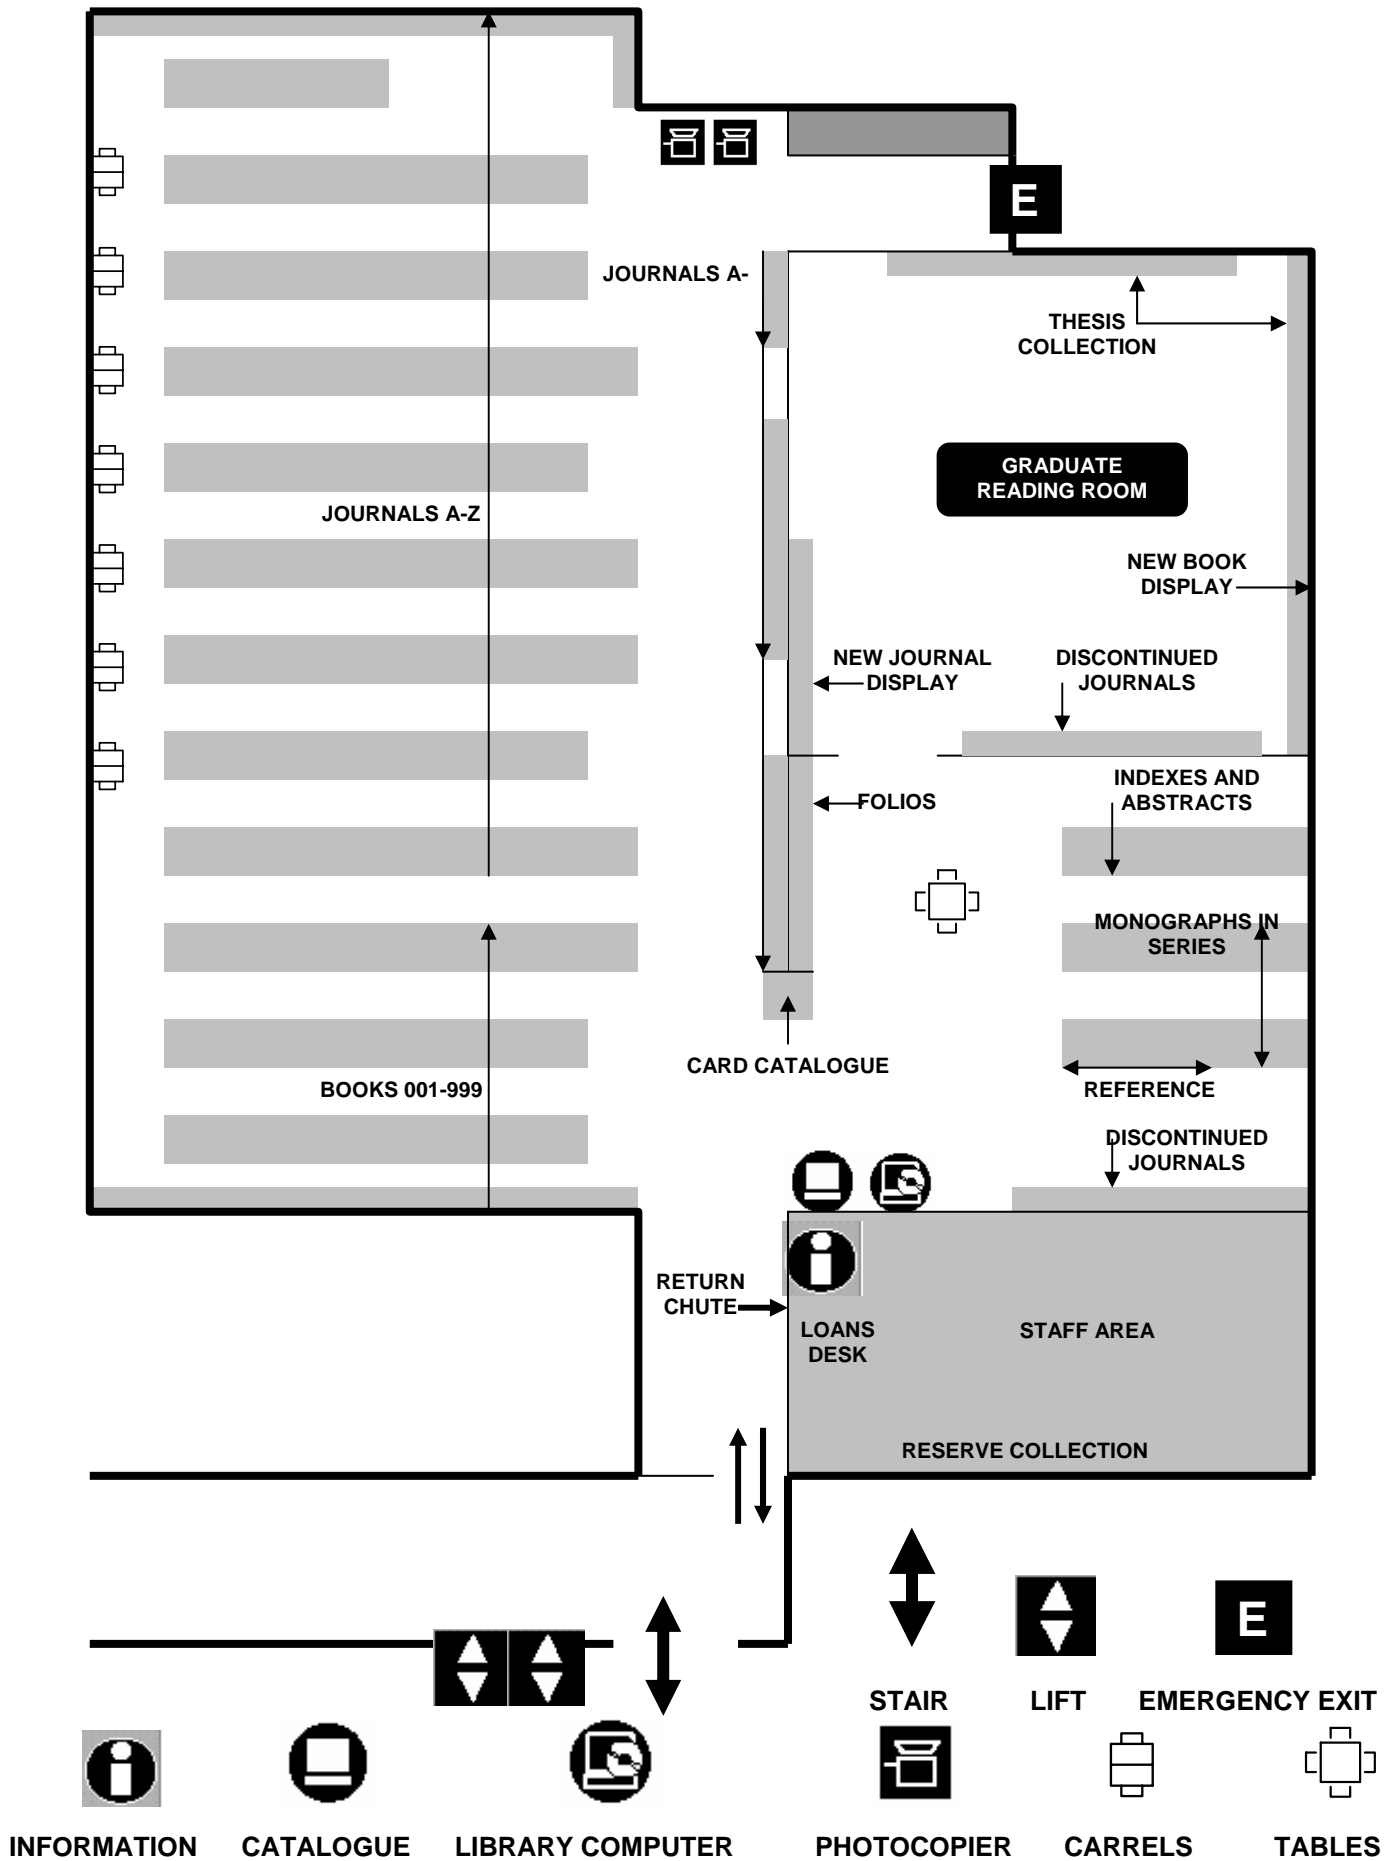 E
JOURNALS A-
THESIS
COLLECTION
GRADUATE
READING ROOM
JOURNALS A-Z
NEW BOOK
DISPLAY
NEW JOURNAL
DISPLAY
DISCONTINUED
JOURNALS
INDEXES AND
ABSTRACTS
FOLIOS
MONOGRAPHS IN
SERIES
CARD CATALOGUE
BOOKS 001-999
REFERENCE
DISCONTINUED
JOURNALS
i
RETURN
CHUTE
LOANS
DESK
STAFF AREA
RESERVE COLLECTION
E
STAIR
LIFT
EMERGENCY EXIT
i
INFORMATION
CATALOGUE
LIBRARY COMPUTER
PHOTOCOPIER
CARRELS
TABLES